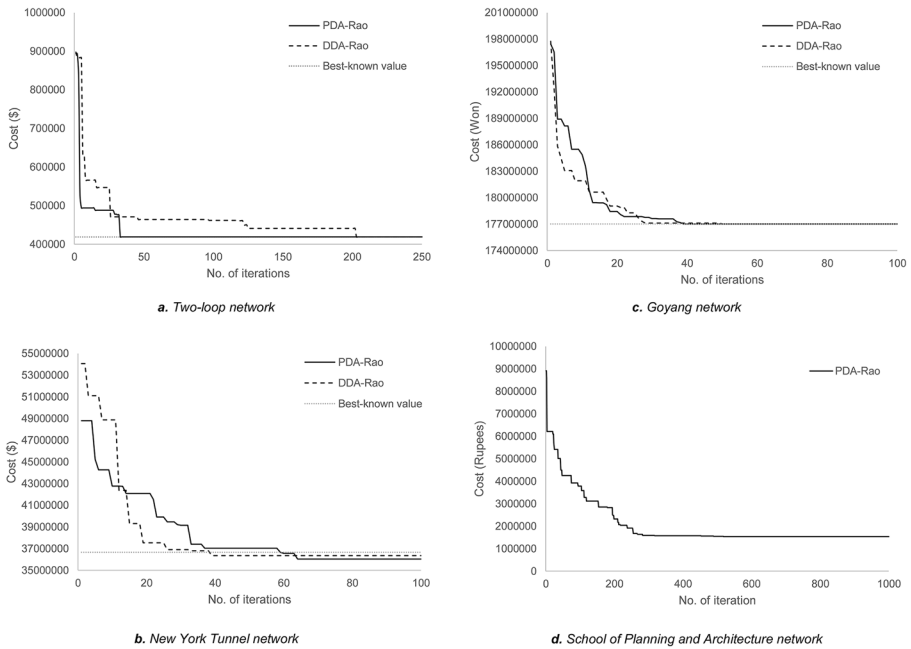 1000000
900000
800000
700000
600000
500000
400000
Cost ($)
0 50 100 150 200 250
No. of iterations
PDA-Rao
DDA-Rao
Best-known value
a. Two-loop network
201000000
198000000
195000000
192000000
189000000
186000000
183000000
180000000
177000000
174000000
Cost (Won)
0 20 40 60 80 100
No. of iterations
PDA-Rao
DDA-Rao
Best-known value
c. Goyang network
55000000
53000000
51000000
49000000
47000000
45000000
43000000
41000000
39000000
37000000
35000000
Cost ($)
0 20 40 60 80 100
No. of iterations
PDA-Rao
DDA-Rao
Best-known value
b. New York Tunnel network
10000000
9000000
8000000
7000000
6000000
5000000
4000000
3000000
2000000
1000000
0
Cost (Rupees)
0 200 400 600 800 1000
No. of iteration
PDA-Rao
d. School of Planning and Architecture network